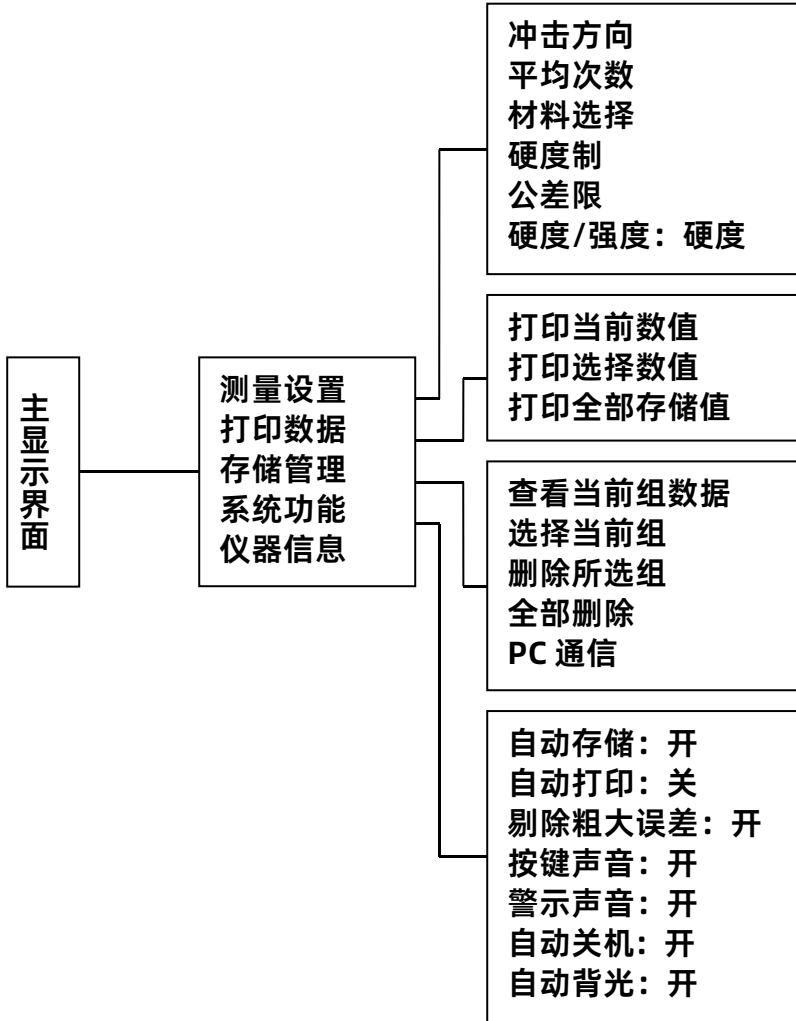 主显示界面
测量设置
打印数据
存储管理
系统功能
仪器信息
冲击方向
平均次数
材料选择
硬度制
公差限
硬度/强度：硬度
打印当前数值
打印选择数值
打印全部存储值
查看当前组数据
选择当前组
删除所选组
全部删除
PC 通信
自动存储：开
自动打印：关
剔除粗大误差：开
按键声音：开
警示声音：开
自动关机：开
自动背光：开